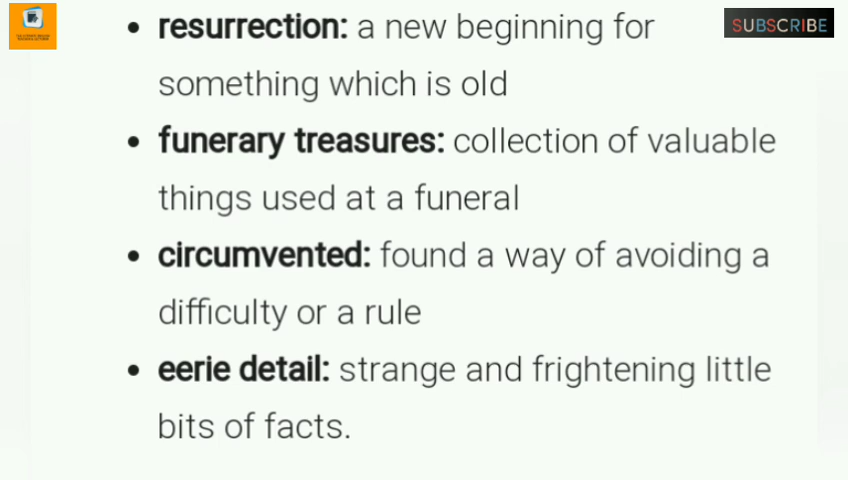 SUBSCRIBE
• resurrection: a new beginning for
something which is old
• funerary treasures: collection of valuable
things used at a funeral
• circumvented: found a way of avoiding a
difficulty or a rule
• eerie detail: strange and frightening little
bits of facts.